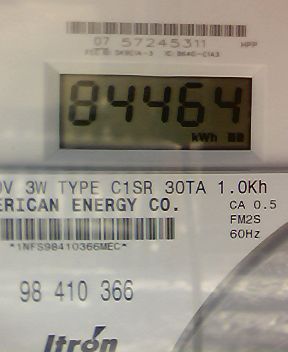 07 57245311 HPP
84464
kWh
0V 3W TYPE C1SR 30TA 1.0Kh
ERICAN ENERGY CO. CA 0.5
FM2S
*1NFS98410366MEC* 60Hz
98 410 366
Itron